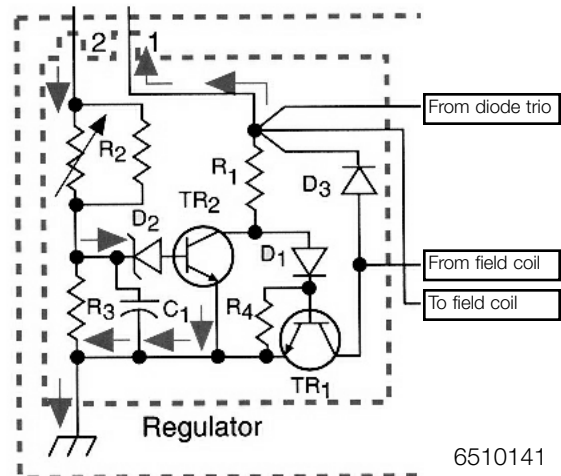 2 1
From diode trio
R2
R1
D3
TR2
D2
D1
From field coil
To field coil
R3
C1
R4
TR1
Regulator
6510141